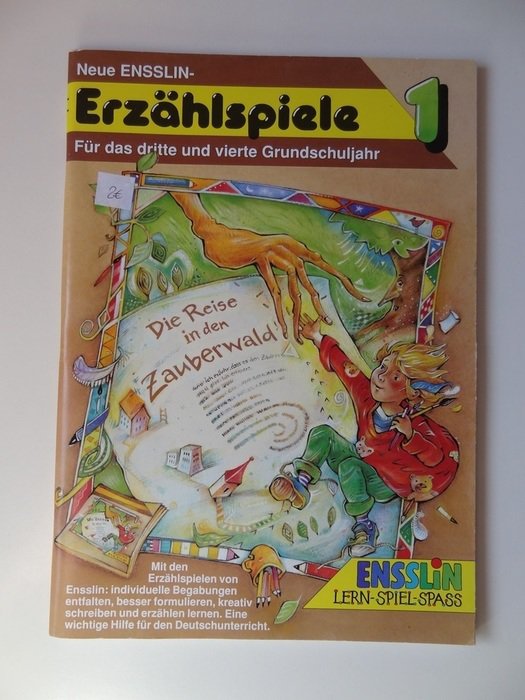 Neue ENSSLIN-
Erzählspiele 1
Für das dritte und vierte Grundschuljahr
2€
Die Reise
in den
Zauberwald
Mit den
Erzählspielen von
Ensslin: individuelle Begabungen
entfalten, besser formulieren, kreativ
schreiben und erzählen lernen. Eine
wichtige Hilfe für den Deutschunterricht.
ENSSLiN
LERN-SPIEL-SPASS